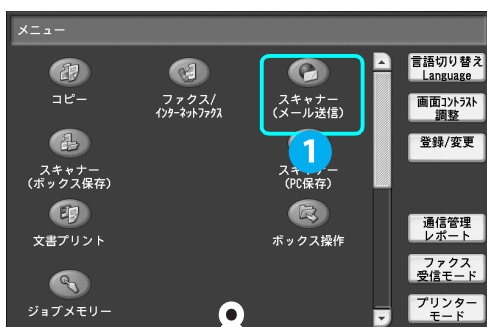 メニュー
コピー
ファクス/
インターネットファクス
スキャナー
(メール送信)
1
スキャナー
(ボックス保存)
スキャナー
(PC保存)
文書プリント
ボックス操作
ジョブメモリー
言語切り替え
Language
画面コントラスト
調整
登録/変更
通信管理
レポート
ファクス
受信モード
プリンター
モード